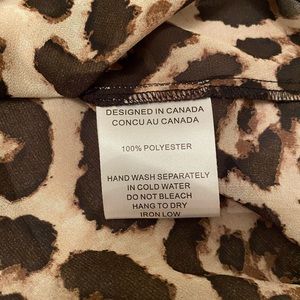 DESIGNED IN CANADA
CONCU AU CANADA
100% POLYESTER
HAND WASH SEPARATELY
IN COLD WATER
DO NOT BLEACH
HANG TO DRY
IRON LOW